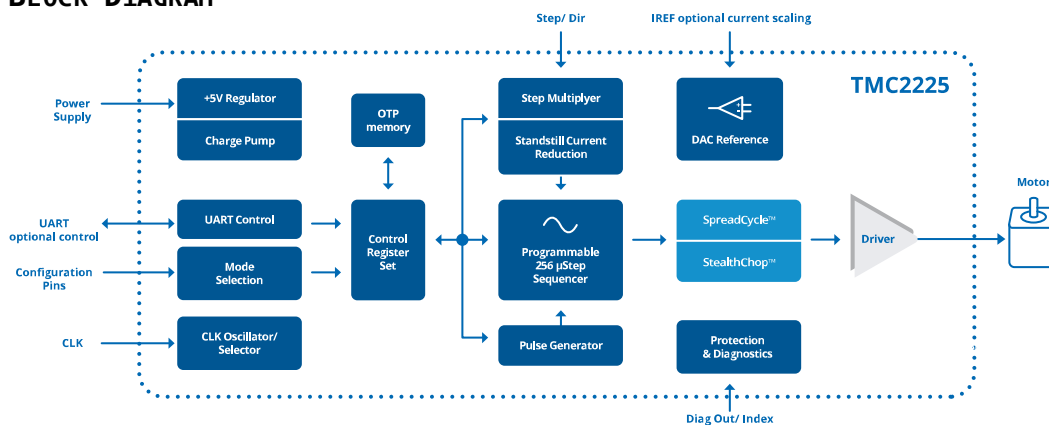 BLOCK DIAGRAM
Step/ Dir
IREF optional current scaling
TMC2225
Power
Supply
+5V Regulator
Charge Pump
OTP
memory
Step Multiplyer
Standstill Current
Reduction
DAC Reference
Motor
UART
optional control
UART Control
Control
Register
Set
Programmable
256 µStep
Sequencer
SpreadCycle™
StealthChop™
Driver
Configuration
Pins
Mode
Selection
CLK
CLK Oscillator/
Selector
Pulse Generator
Protection
& Diagnostics
Diag Out/ Index